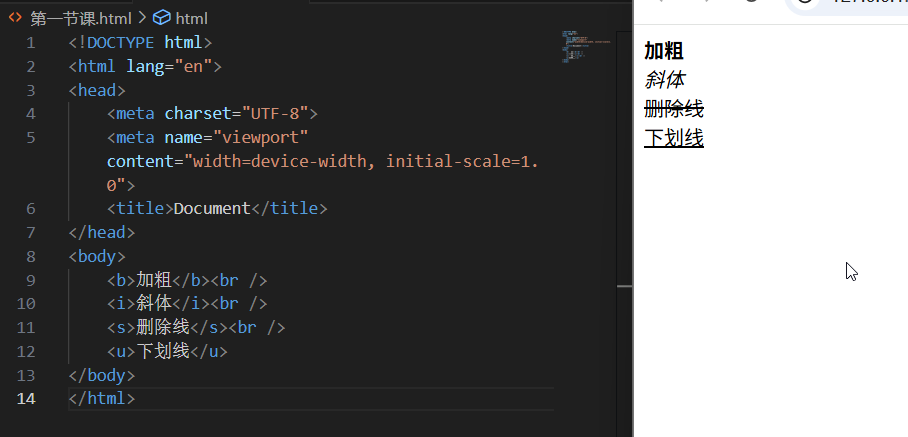 第一节课.html > html
1 <!DOCTYPE html>
2 <html lang="en">
3 <head>
4 <meta charset="UTF-8">
5 <meta name="viewport"
content="width=device-width, initial-scale=1.
0">
6 <title>Document</title>
7 </head>
8 <body>
9 <b>加粗</b><br />
10 <i>斜体</i><br />
11 <s>删除线</s><br />
12 <u>下划线</u>
13 </body>
14 </html>
加粗
斜体
删除线
下划线